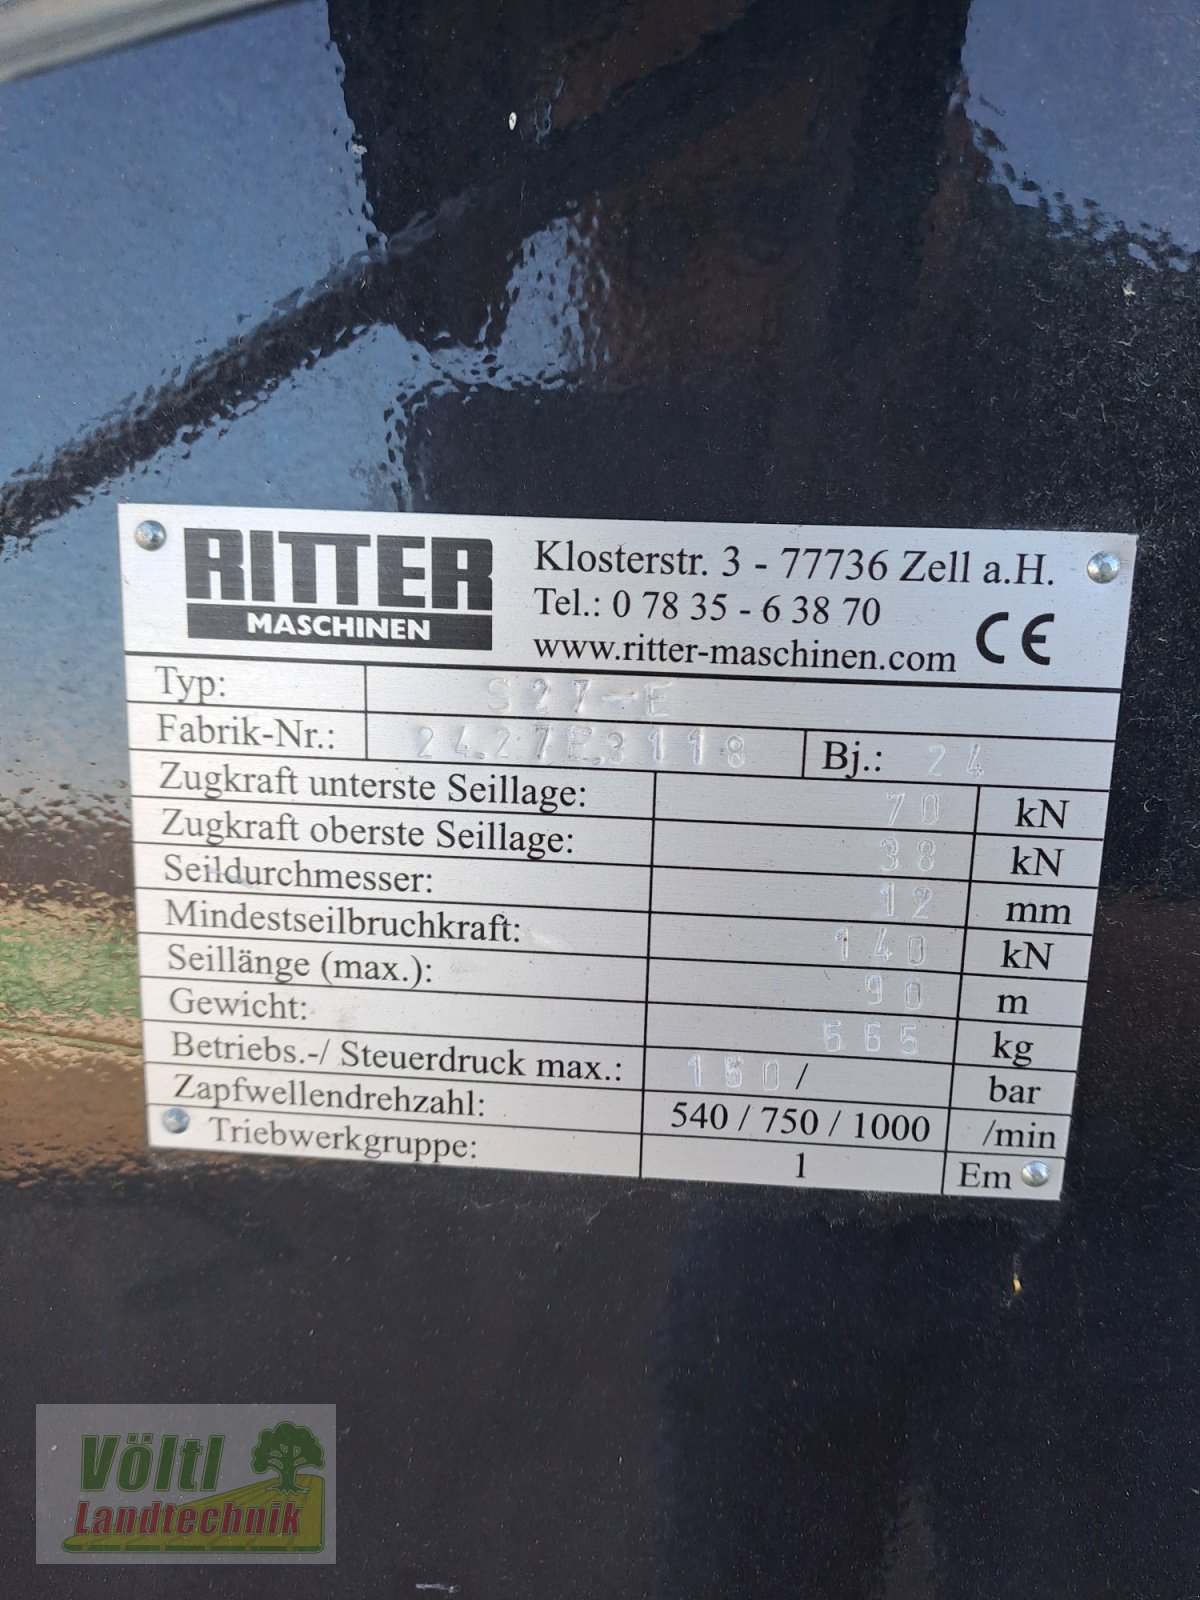 RITTER
MASCHINEN
Klosterstr. 3 - 77736 Zell a.H.
Tel.: 0 78 35 - 6 38 70
www.ritter-maschinen.com
CE
Typ: S27-E
Fabrik-Nr.: 24.27E.3118 Bj.: 24
Zugkraft unterste Seillage: 70 kN
Zugkraft oberste Seillage: 38 kN
Seildurchmesser: 12 mm
Mindestseilbruchkraft: 140 kN
Seillänge (max.): 90 m
Gewicht: 565 kg
Betriebs.-/ Steuerdruck max.: 150/ bar
Zapfwellendrehzahl: 540 / 750 / 1000 /min
Triebwerkgruppe: 1 Em
Völtl
Landtechnik